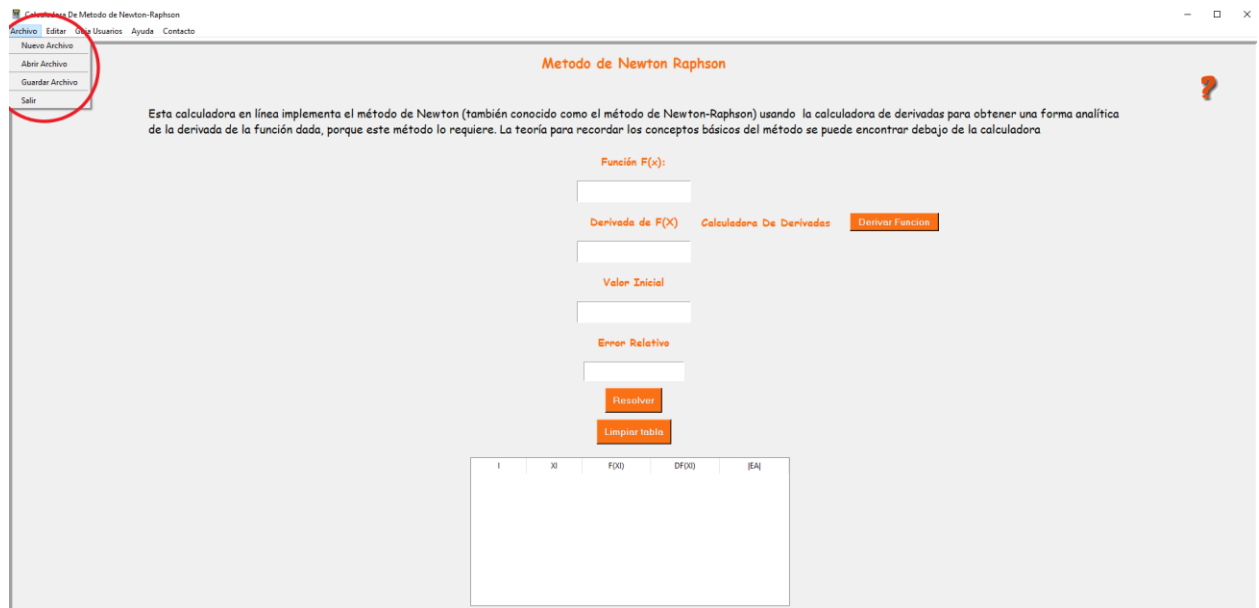 Calculadora De Metodo de Newton-Raphson
Archivo Editar Guia Usuarios Ayuda Contacto
Nuevo Archivo
Abrir Archivo
Guardar Archivo
Salir
Metodo de Newton Raphson
?
Esta calculadora en línea implementa el método de Newton (también conocido como el método de Newton-Raphson) usando la calculadora de derivadas para obtener una forma analítica
de la derivada de la función dada, porque este método lo requiere. La teoría para recordar los conceptos básicos del método se puede encontrar debajo de la calculadora
Función F(x):
Derivada de F(X) Calculadora De Derivadas Derivar Funcion
Valor Inicial
Error Relativo
Resolver
Limpiar tabla
I XI F(XI) DF(XI) |EA|